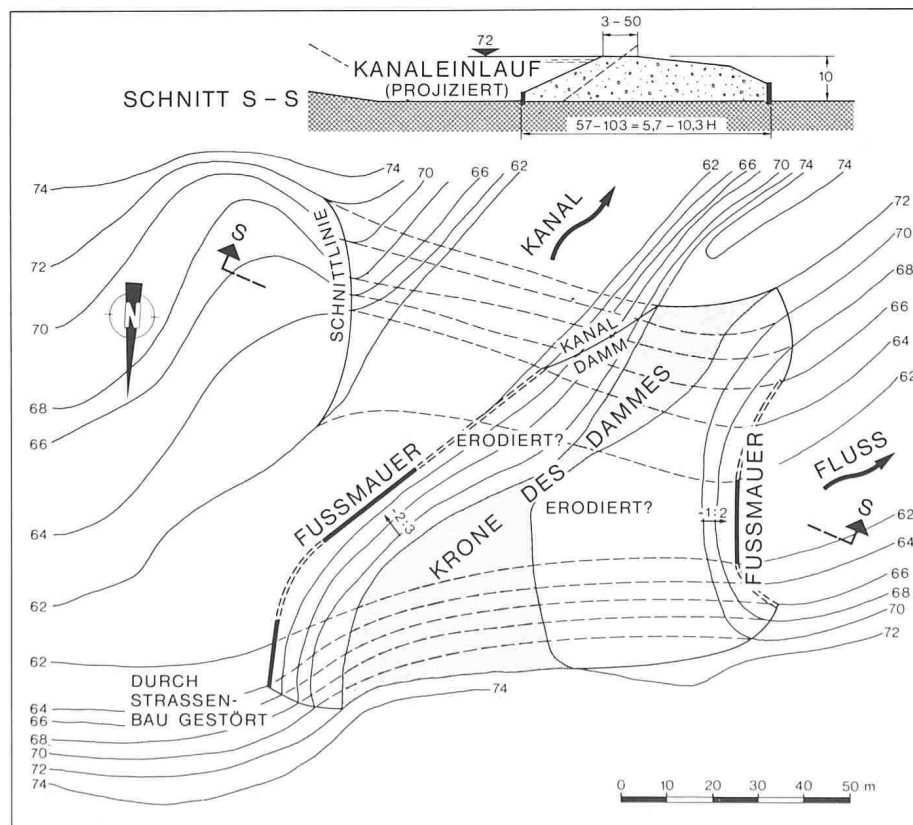 3 – 50
72
KANALEINLAUF
(PROJIZIERT)
10
SCHNITT S – S
57 – 103 = 5,7 – 10,3 H
74
70
66
62
62
66
70
74
74
74
72
S
SCHNITTLINIE
KANAL
70
72
68
N
66
70
64
KANAL
DAMM
62
68
66
ERODIERT?
FUSSMAUER
KRONE DES DAMMES
FUSSMAUER
FLUSS
ERODIERT?
S
~2:3
~1:2
62
64
64
66
68
62
70
72
62
DURCH
STRASSEN-
BAU GESTÖRT
74
64
66
68
70
72
74
0 10 20 30 40 50 m